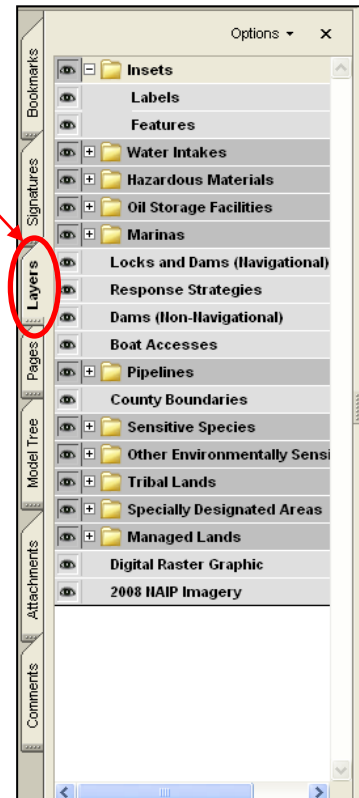 Options
Bookmarks
Signatures
Layers
Pages
Model Tree
Attachments
Comments
Insets
Labels
Features
Water Intakes
Hazardous Materials
Oil Storage Facilities
Marinas
Locks and Dams (Navigational)
Response Strategies
Dams (Non-Navigational)
Boat Accesses
Pipelines
County Boundaries
Sensitive Species
Other Environmentally Sensi
Tribal Lands
Specially Designated Areas
Managed Lands
Digital Raster Graphic
2008 NAIP Imagery